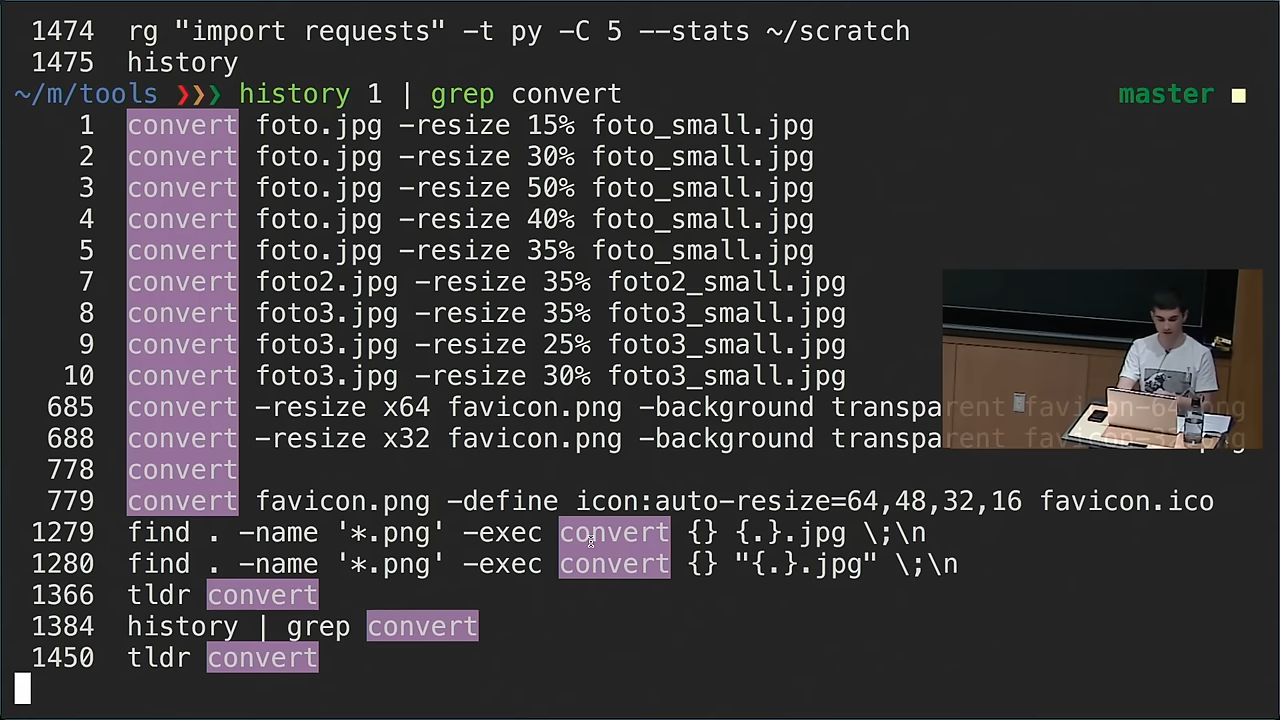 1474 rg "import requests" -t py -C 5 --stats ~/scratch
1475 history
~/m/tools ❯❯❯ history 1 | grep convert master
1 convert foto.jpg -resize 15% foto_small.jpg
2 convert foto.jpg -resize 30% foto_small.jpg
3 convert foto.jpg -resize 50% foto_small.jpg
4 convert foto.jpg -resize 40% foto_small.jpg
5 convert foto.jpg -resize 35% foto_small.jpg
7 convert foto2.jpg -resize 35% foto2_small.jpg
8 convert foto3.jpg -resize 35% foto3_small.jpg
9 convert foto3.jpg -resize 25% foto3_small.jpg
10 convert foto3.jpg -resize 30% foto3_small.jpg
685 convert -resize x64 favicon.png -background transparent favicon-64.png
688 convert -resize x32 favicon.png -background transparent favicon-32.png
778 convert
779 convert favicon.png -define icon:auto-resize=64,48,32,16 favicon.ico
1279 find . -name '*.png' -exec convert {} {.}.jpg \;\n
1280 find . -name '*.png' -exec convert {} "{.}.jpg" \;\n
1366 tldr convert
1384 history | grep convert
1450 tldr convert